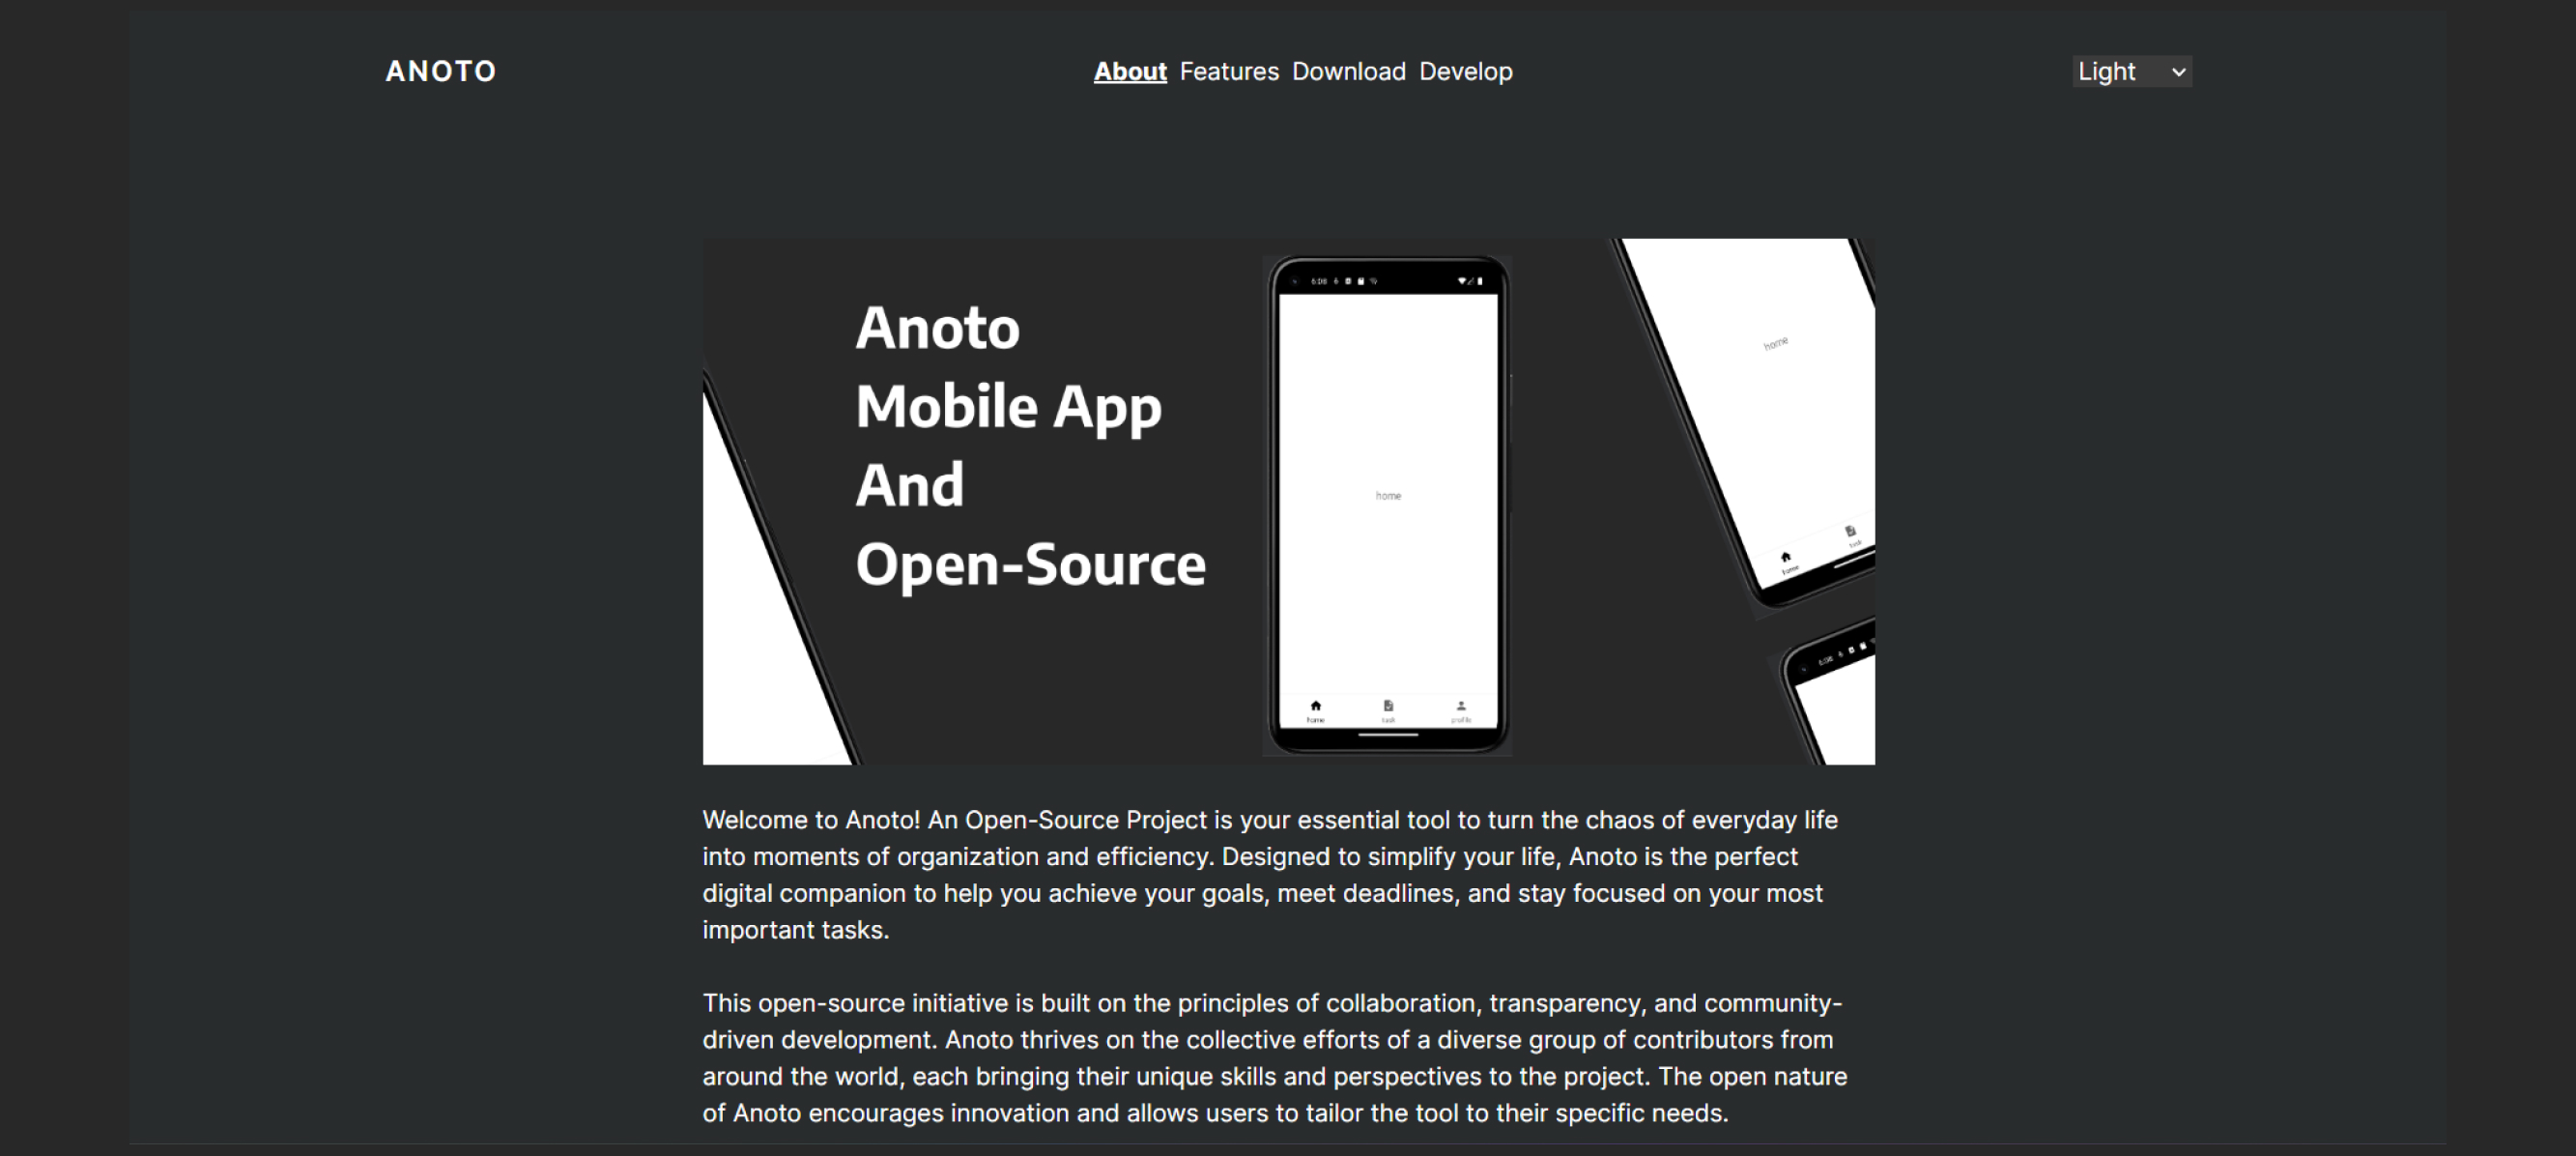 ANOTO
About Features Download Develop
Light
Anoto
Mobile App
And
Open-Source
6:08
home
home task profile
home
home task
6:08
Welcome to Anoto! An Open-Source Project is your essential tool to turn the chaos of everyday life
into moments of organization and efficiency. Designed to simplify your life, Anoto is the perfect
digital companion to help you achieve your goals, meet deadlines, and stay focused on your most
important tasks.
This open-source initiative is built on the principles of collaboration, transparency, and community-
driven development. Anoto thrives on the collective efforts of a diverse group of contributors from
around the world, each bringing their unique skills and perspectives to the project. The open nature
of Anoto encourages innovation and allows users to tailor the tool to their specific needs.